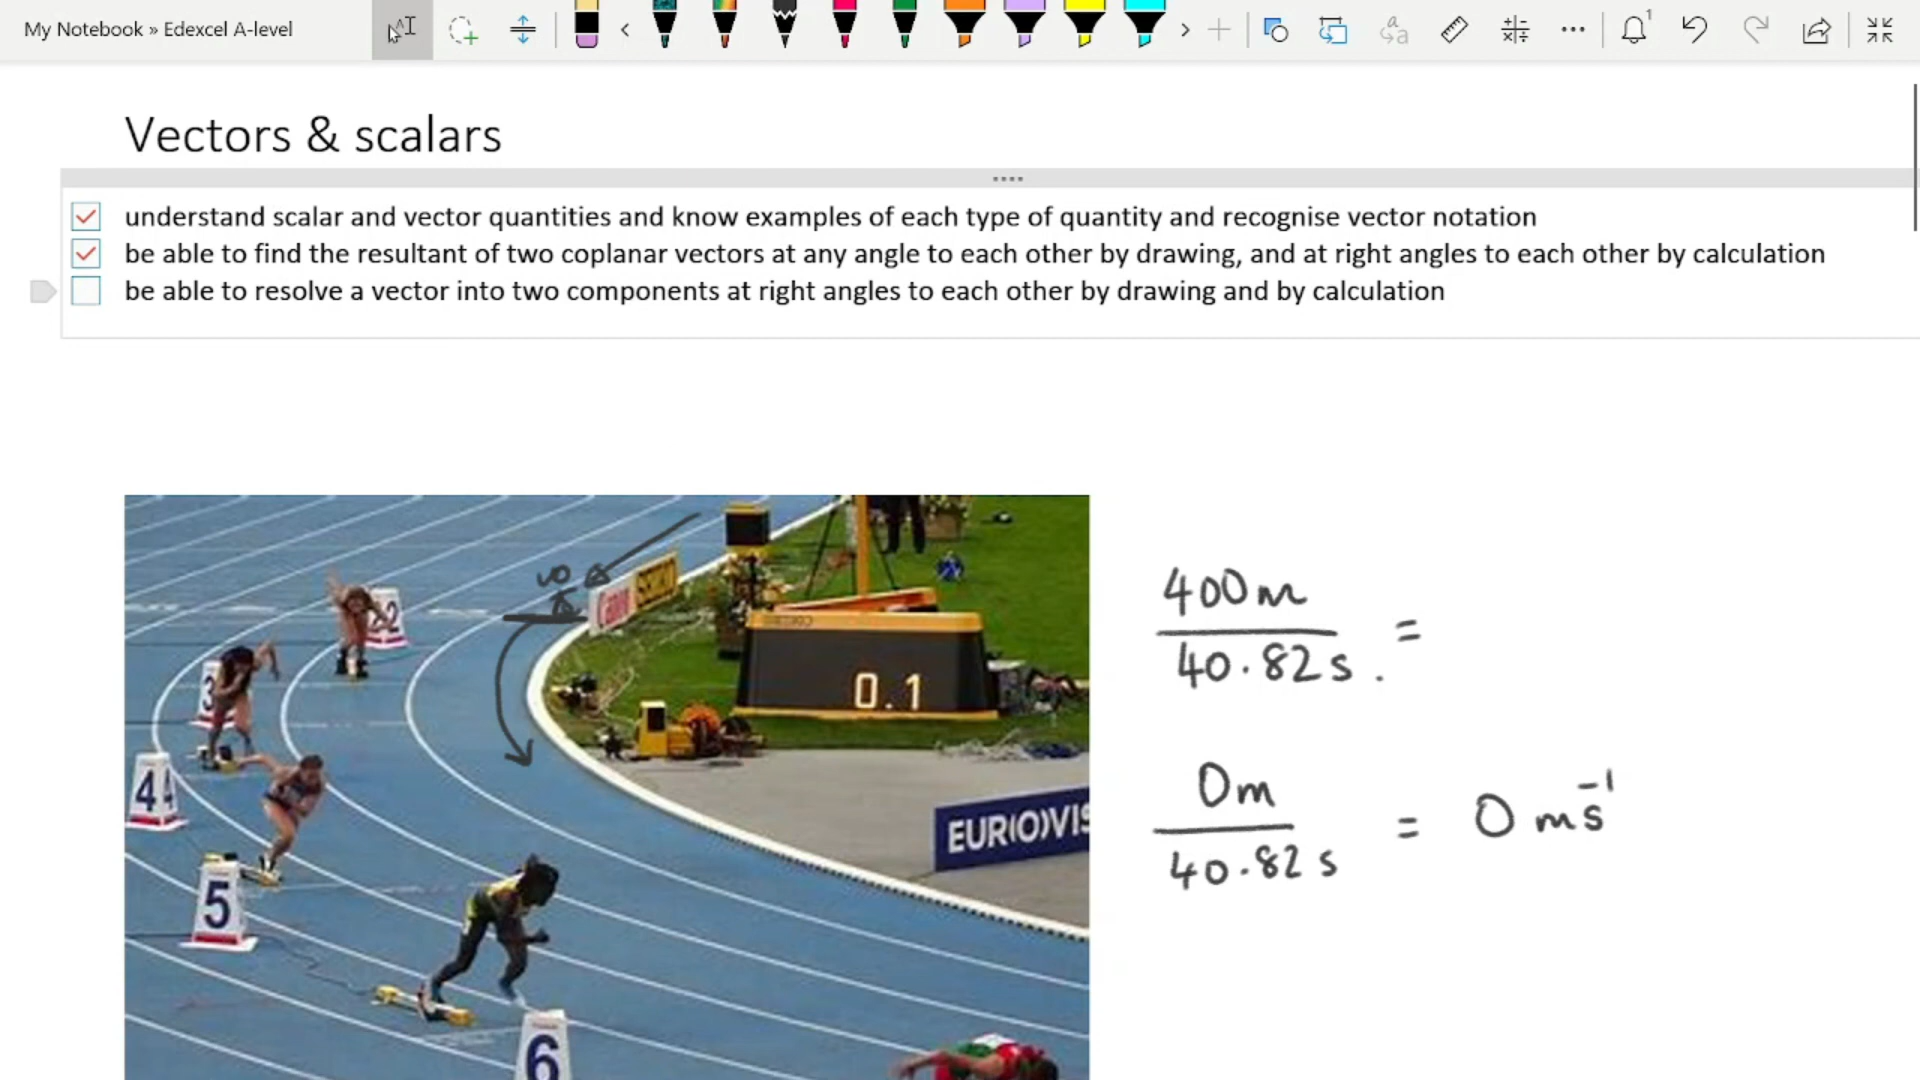 My Notebook » Edexcel A-level
Vectors & scalars
understand scalar and vector quantities and know examples of each type of quantity and recognise vector notation
be able to find the resultant of two coplanar vectors at any angle to each other by drawing, and at right angles to each other by calculation
be able to resolve a vector into two components at right angles to each other by drawing and by calculation
Canon
SEIKO
2
3
0.1
4
5
EUR(O)VIS
6
400m
40.82s. =
0m
40.82s = 0 ms⁻¹